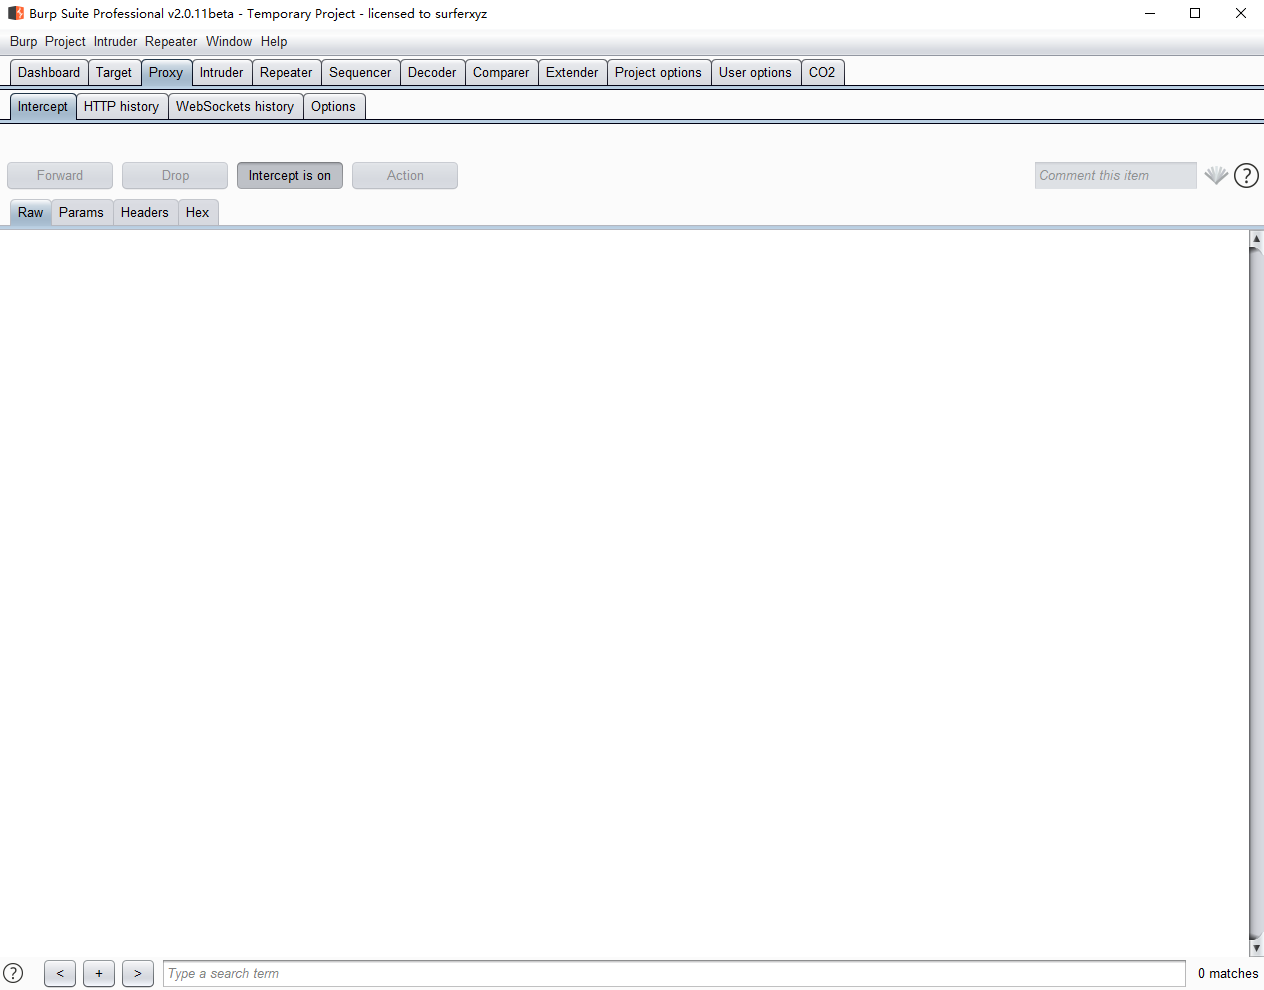 Burp Suite Professional v2.0.11beta - Temporary Project - licensed to surferxyz
Burp Project Intruder Repeater Window Help
Dashboard Target Proxy Intruder Repeater Sequencer Decoder Comparer Extender Project options User options CO2
Intercept HTTP history WebSockets history Options
Forward Drop Intercept is on Action Comment this item ?
Raw Params Headers Hex
? < + > Type a search term 0 matches